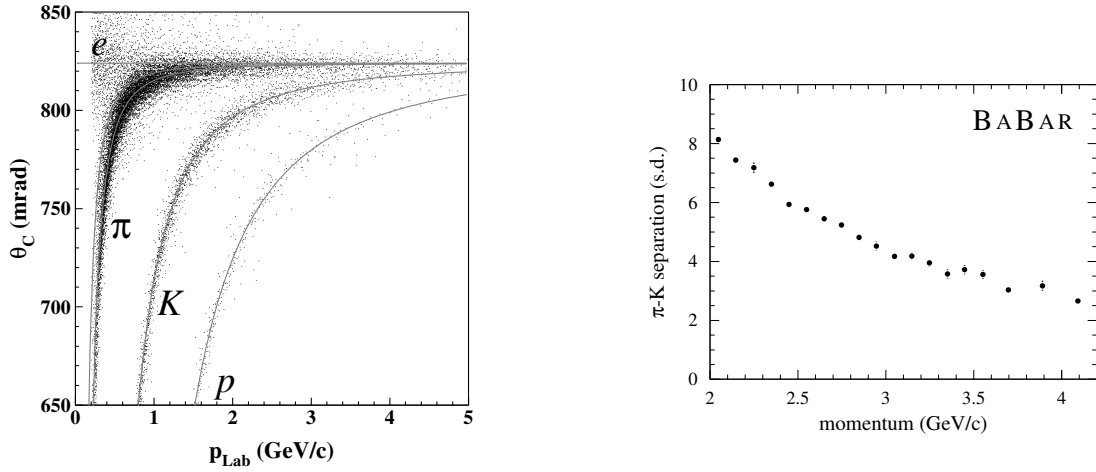 850
800
750
700
650
0
1
2
3
4
5
θC (mrad)
pLab (GeV/c)
e
π
K
p
10
8
6
4
2
0
2
2.5
3
3.5
4
π-K separation (s.d.)
momentum (GeV/c)
BABAR